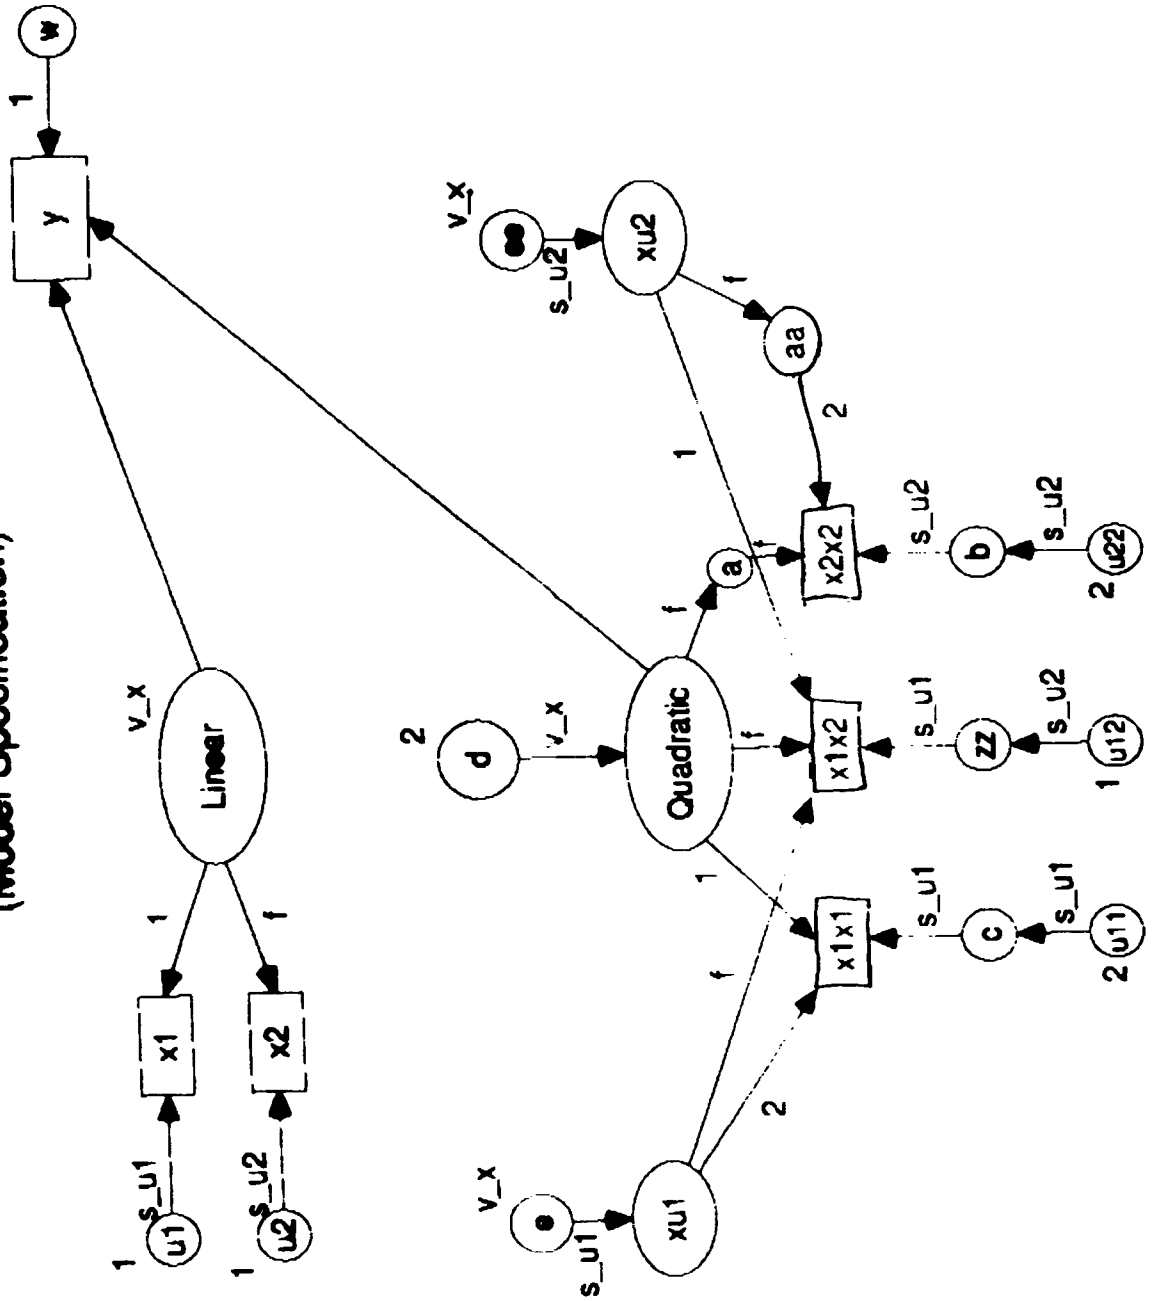 (Model Specification)
1
w
y
v_x
Linear
1
s_u1
u1
1
x1
1
s_u2
u2
f
x2
2
d
v_x
Quadratic
v_x
e
s_u1
xu1
v_x
s_u2
xu2
f
1
1
f
a
f
f
f
2
aa
2
x1x1
x1x2
x2x2
s_u1
s_u1
s_u2
c
zz
b
s_u1
s_u2
s_u2
2 u11
1 u12
2 u22